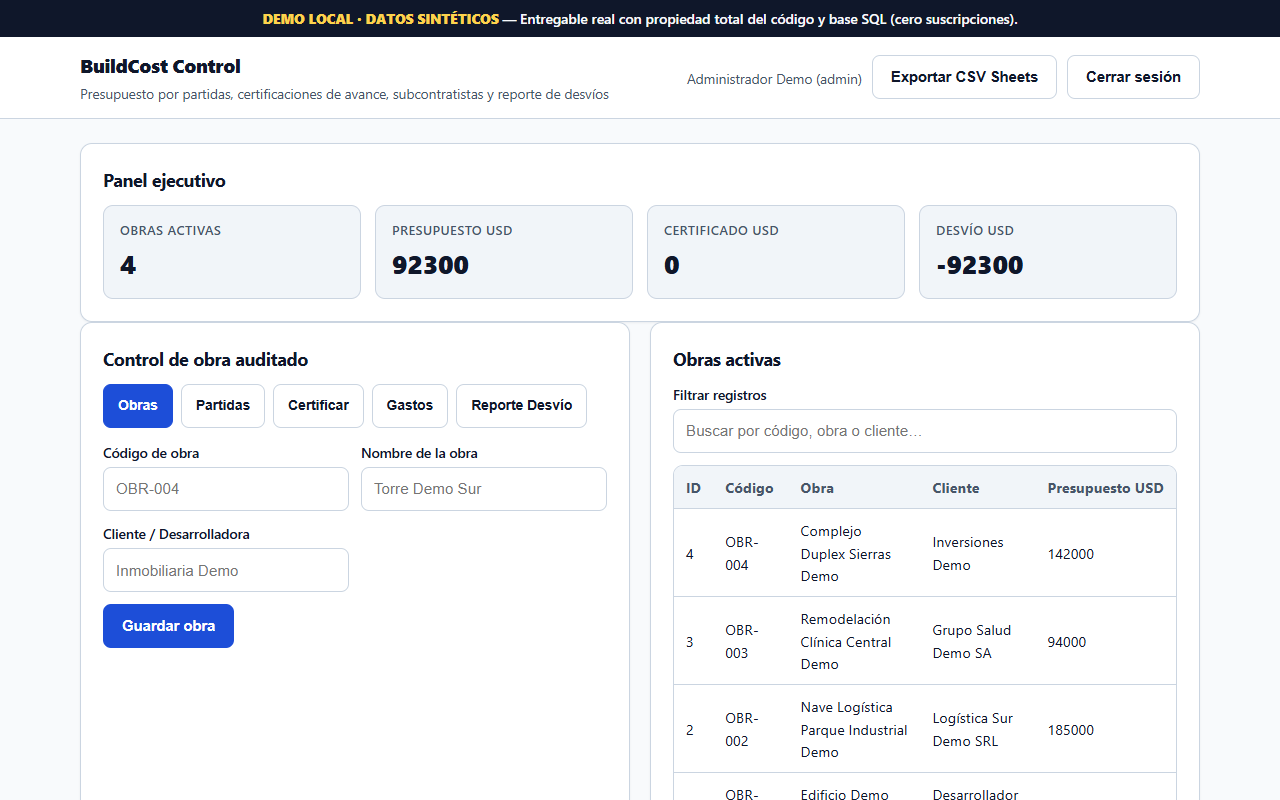 DEMO LOCAL · DATOS SINTÉTICOS — Entregable real con propiedad total del código y base SQL (cero suscripciones).
BuildCost Control
Presupuesto por partidas, certificaciones de avance, subcontratistas y reporte de desvíos
Administrador Demo (admin)
Exportar CSV Sheets
Cerrar sesión
Panel ejecutivo
OBRAS ACTIVAS
4
PRESUPUESTO USD
92300
CERTIFICADO USD
0
DESVÍO USD
-92300
Control de obra auditado
Obras
Partidas
Certificar
Gastos
Reporte Desvío
Código de obra
OBR-004
Nombre de la obra
Torre Demo Sur
Cliente / Desarrolladora
Inmobiliaria Demo
Guardar obra
Obras activas
Filtrar registros
Buscar por código, obra o cliente…
ID Código Obra Cliente Presupuesto USD
4
OBR-
004
Complejo
Duplex Sierras
Demo
Inversiones
Demo
142000
3
OBR-
003
Remodelación
Clínica Central
Demo
Grupo Salud
Demo SA
94000
2
OBR-
002
Nave Logística
Parque Industrial
Demo
Logística Sur
Demo SRL
185000
OBR-
Edificio Demo
Desarrollador